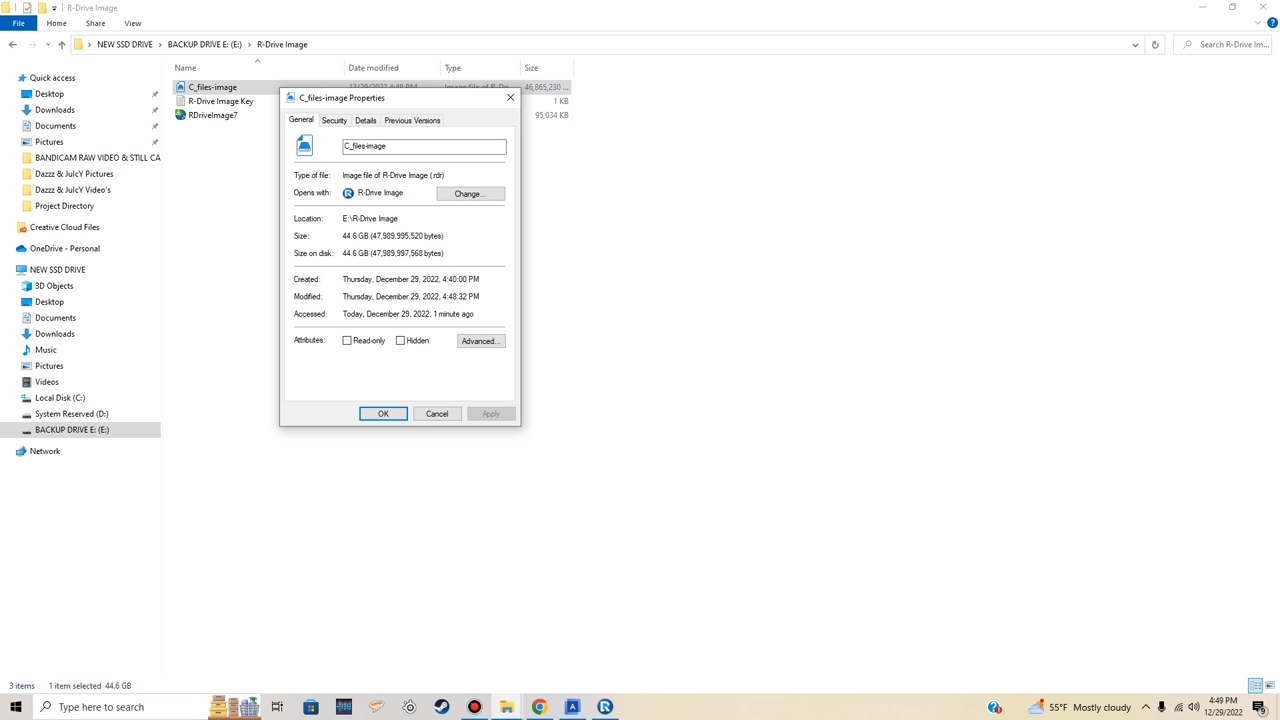 R-Drive Image
File Home Share View
NEW SSD DRIVE > BACKUP DRIVE E: (E:) > R-Drive Image
Search R-Drive Im...
Name Date modified Type Size
C_files-image 46,865,230 ...
R-Drive Image Key 1 KB
RDriveImage7 95,034 KB
Quick access
Desktop
Downloads
Documents
Pictures
BANDICAM RAW VIDEO & STILL CA
Dazzz & JuIcY Pictures
Dazzz & JuIcY Video's
Project Directory
Creative Cloud Files
OneDrive - Personal
NEW SSD DRIVE
3D Objects
Desktop
Documents
Downloads
Music
Pictures
Videos
Local Disk (C:)
System Reserved (D:)
BACKUP DRIVE E: (E:)
Network
C_files-image Properties
General Security Details Previous Versions
C_files-image
Type of file: Image file of R-Drive Image (.rdr)
Opens with: R-Drive Image Change...
Location: E:\R-Drive Image
Size: 44.6 GB (47,989,995,520 bytes)
Size on disk: 44.6 GB (47,989,997,568 bytes)
Created: Thursday, December 29, 2022, 4:40:00 PM
Modified: Thursday, December 29, 2022, 4:48:32 PM
Accessed: Today, December 29, 2022, 1 minute ago
Attributes: Read-only Hidden Advanced...
OK Cancel Apply
3 items 1 item selected 44.6 GB
Type here to search
55°F Mostly cloudy
4:49 PM
12/29/2022